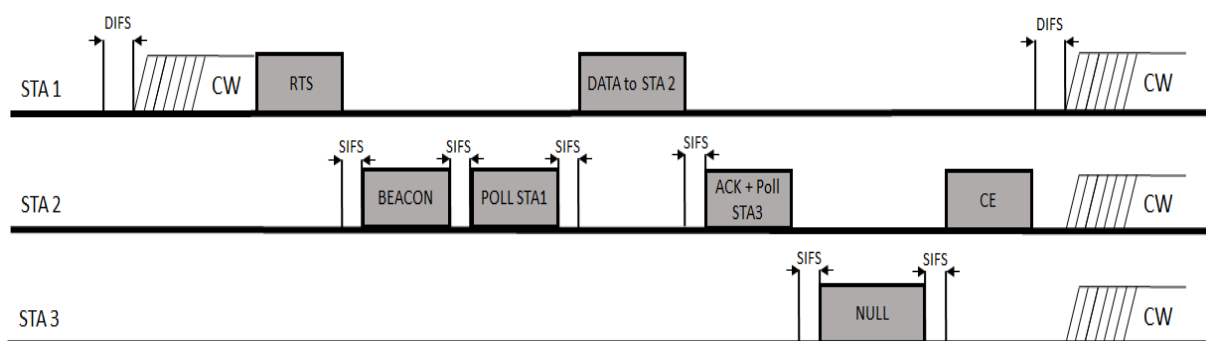 DIFS
DIFS
STA 1
CW
RTS
DATA to STA 2
CW
SIFS
SIFS
SIFS
SIFS
STA 2
BEACON
POLL STA1
ACK + Poll
STA3
CE
CW
SIFS
SIFS
STA 3
NULL
CW